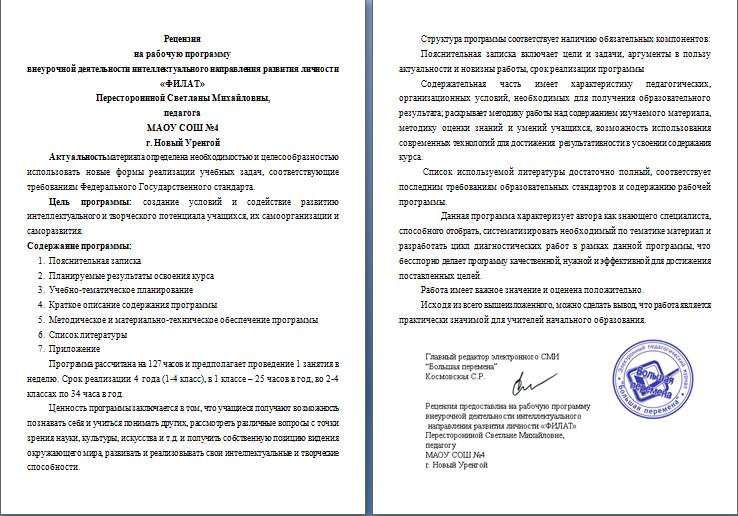 Рецензия
на рабочую программу
внеурочной деятельности интеллектуального направления развития личности
«ФИЛАТ»
Пересторониной Светланы Михайловны,
педагога
МАОУ СОШ №4
г. Новый Уренгой
Актуальность материала определена необходимостью и целесообразностью
использовать новые формы реализации учебных задач, соответствующие
требованиям Федерального Государственного стандарта.
Цель программы: создание условий и содействие развитию
интеллектуального и творческого потенциала учащихся, их самоорганизации и
саморазвития.
Содержание программы:
1. Пояснительная записка
2. Планируемые результаты освоения курса
3. Учебно-тематическое планирование
4. Краткое описание содержания программы
5. Методическое и материально-техническое обеспечение программы
6. Список литературы
7. Приложение
Программа рассчитана на 127 часов и предполагает проведение 1 занятия в
неделю. Срок реализации 4 года (1-4 класс), в 1 классе – 25 часов в год, во 2-4
классах по 34 часа в год.
Ценность программы заключается в том, что учащиеся получают возможность
познавать себя и учиться понимать других, рассмотреть различные вопросы с точки
зрения науки, культуры, искусства и т.д. и получить собственную позицию видения
окружающего мира, развивать и реализовывать свои интеллектуальные и творческие
способности.
Структура программы соответствует наличию обязательных компонентов:
Пояснительная записка включает цели и задачи, аргументы в пользу
актуальности и новизны работы, срок реализации программы
Содержательная часть имеет характеристику педагогических,
организационных условий, необходимых для получения образовательного
результата; раскрывает методику работы над содержанием изучаемого материала,
методику оценки знаний и умений учащихся, возможность использования
современных технологий для достижения результативности в усвоении содержания
курса.
Список используемой литературы достаточно полный, соответствует
последним требованиям образовательных стандартов и содержанию рабочей
программы.
Данная программа характеризует автора как знающего специалиста,
способного отобрать, систематизировать необходимый по тематике материал и
разработать цикл диагностических работ в рамках данной программы, что
бесспорно делает программу качественной, нужной и эффективной для достижения
поставленных целей.
Работа имеет важное значение и оценена положительно.
Исходя из всего вышеизложенного, можно сделать вывод, что работа является
практически значимой для учителей начального образования.
Главный редактор электронного СМИ
"Большая перемена"
Космовская С.Р.
Электронный педагогический журнал
Большая
перемена
"Большая перемена"
Рецензия предоставлна на рабочую программу
внеурочной деятельности интеллектуального
направления развития личности «ФИЛАТ»
Пересторониной Светлане Михайловне,
педагогу
МАОУ СОШ №4
г. Новый Уренгой